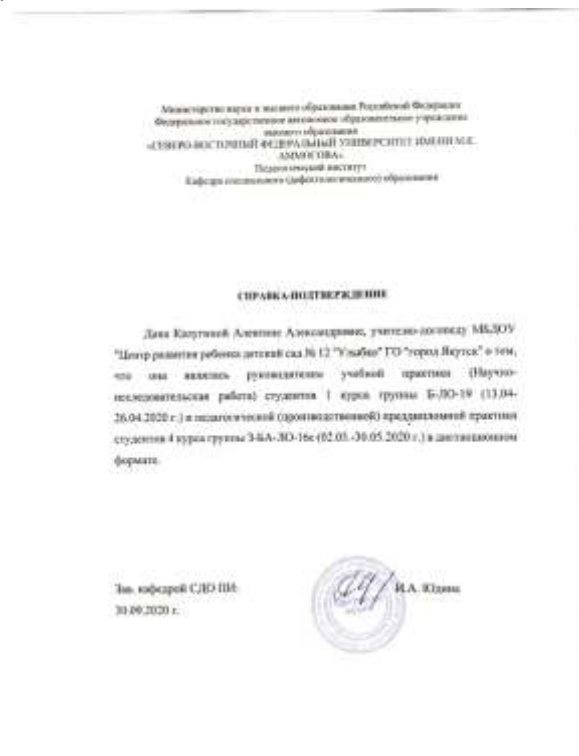 Министерство науки и высшего образования Российской Федерации
Федеральное государственное автономное образовательное учреждение
высшего образования
«СЕВЕРО-ВОСТОЧНЫЙ ФЕДЕРАЛЬНЫЙ УНИВЕРСИТЕТ ИМЕНИ М.К.
АММОСОВА»
Педагогический институт
Кафедра специального (дефектологического) образования
СПРАВКА-ПОДТВЕРЖДЕНИЕ
Дана Калугиной Алевтине Александровне, учителю-логопеду МБДОУ
"Центр развития ребенка детский сад № 12 "Улыбка" ГО "город Якутск" о том,
что она являлась руководителем учебной практики (Научно-
исследовательская работа) студентов 1 курса группы Б-ЛО-19 (13.04-
26.04.2020 г.) и педагогической (производственной) преддипломной практики
студентов 4 курса группы З-БА-ЛО-16с (02.05.-30.05.2020 г.) в дистанционном
формате.
Зав. кафедрой СДО ПИ:
И.А. Юдина
30.09.2020 г.